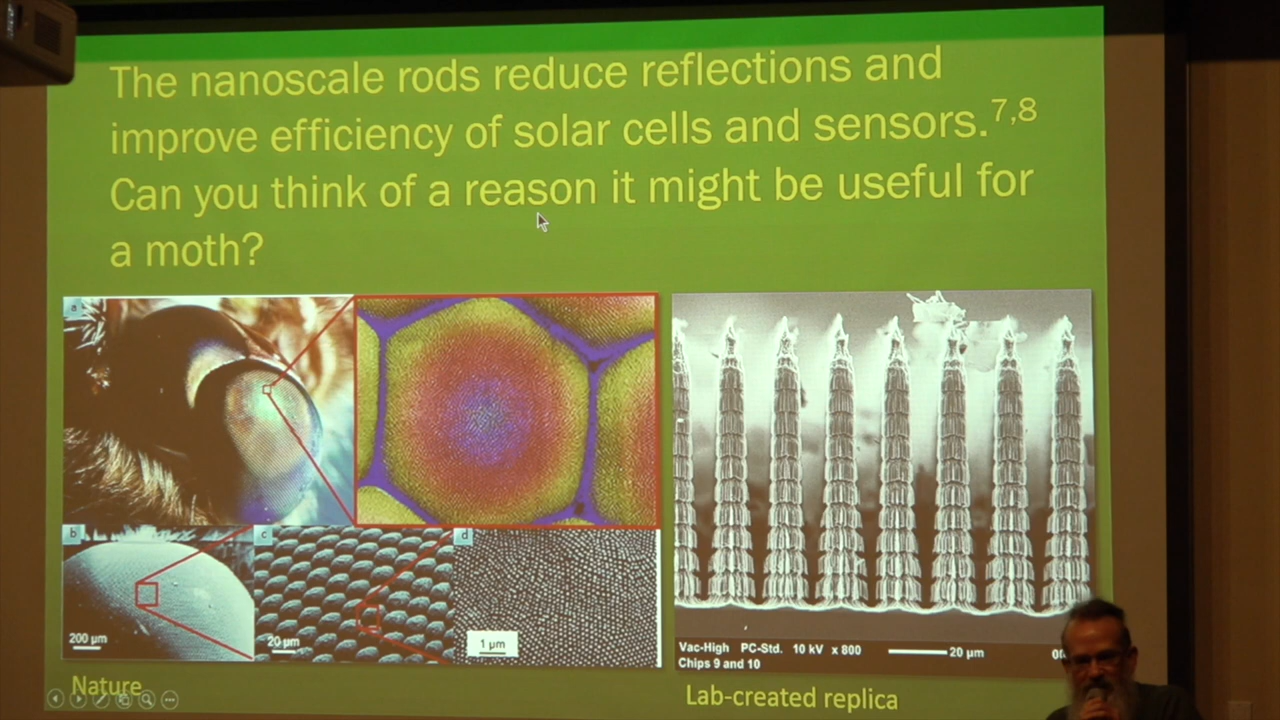 The nanoscale rods reduce reflections and
improve efficiency of solar cells and sensors.7,8
Can you think of a reason it might be useful for
a moth?
a
b
c
d
200 µm
20 µm
1 µm
Vac-High PC-Std. 10 kV x 800 20 µm
Chips 9 and 10
Nature
Lab-created replica